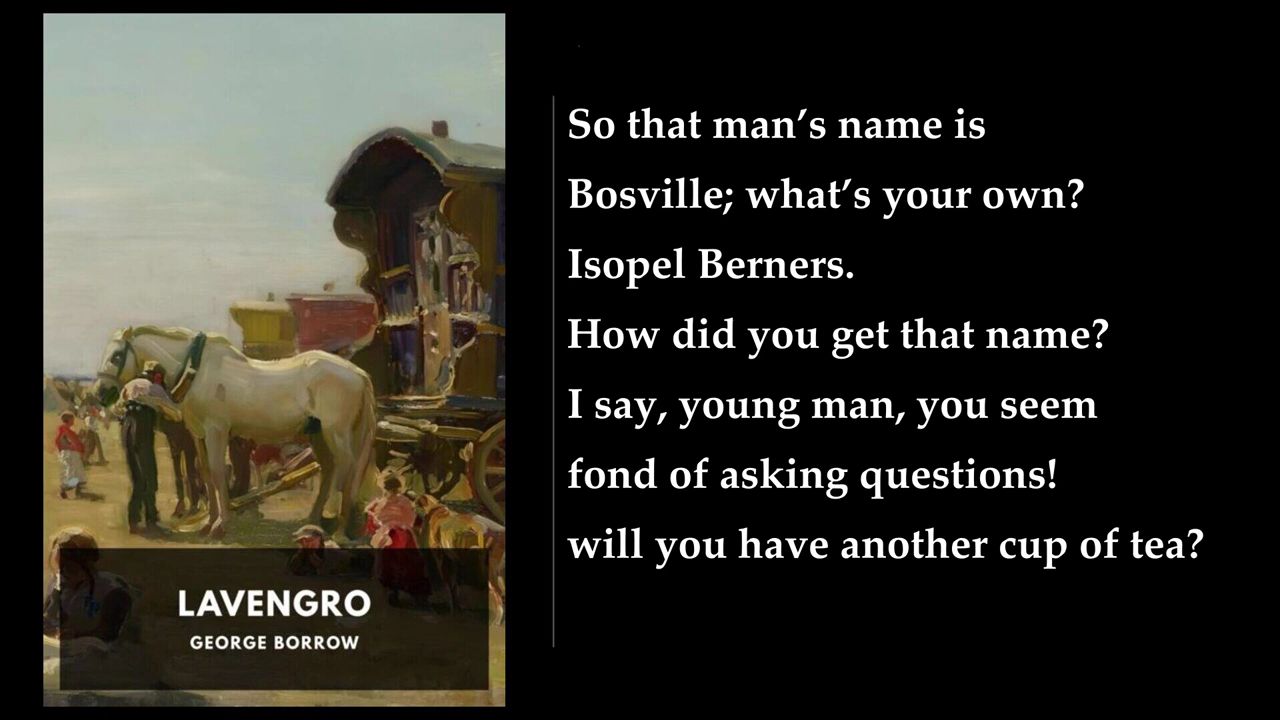 So that man’s name is
Bosville; what’s your own?
Isopel Berners.
How did you get that name?
I say, young man, you seem
fond of asking questions!
will you have another cup of tea?
LAVENGRO
GEORGE BORROW